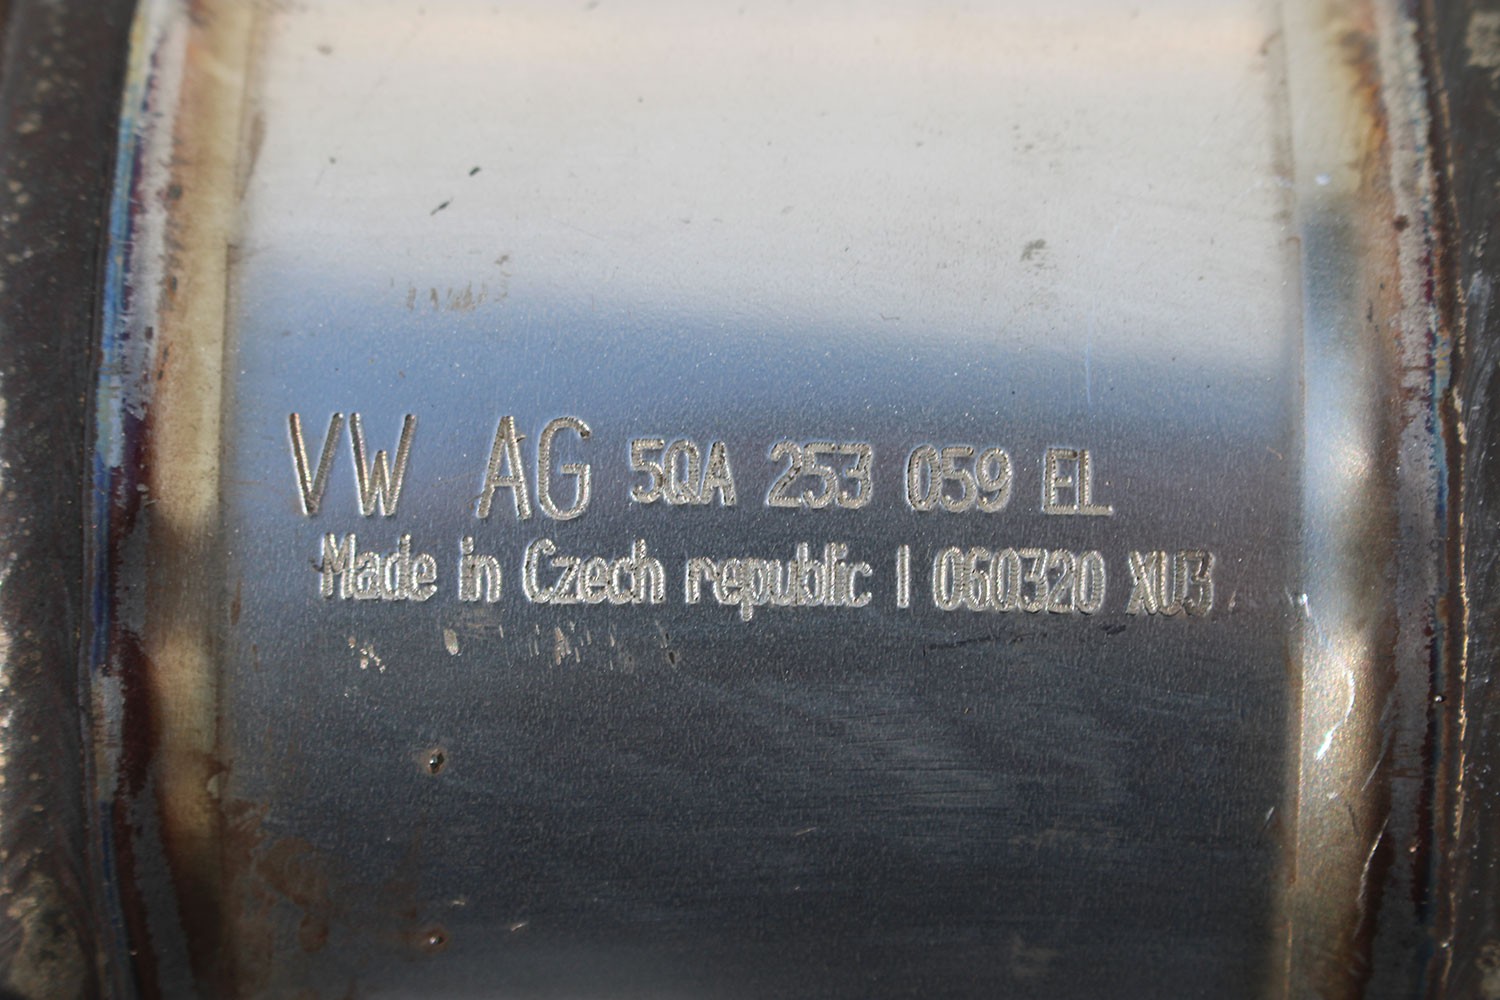 VW AG 5QA 253 059 EL
Made in Czech republic | 060320 XU3